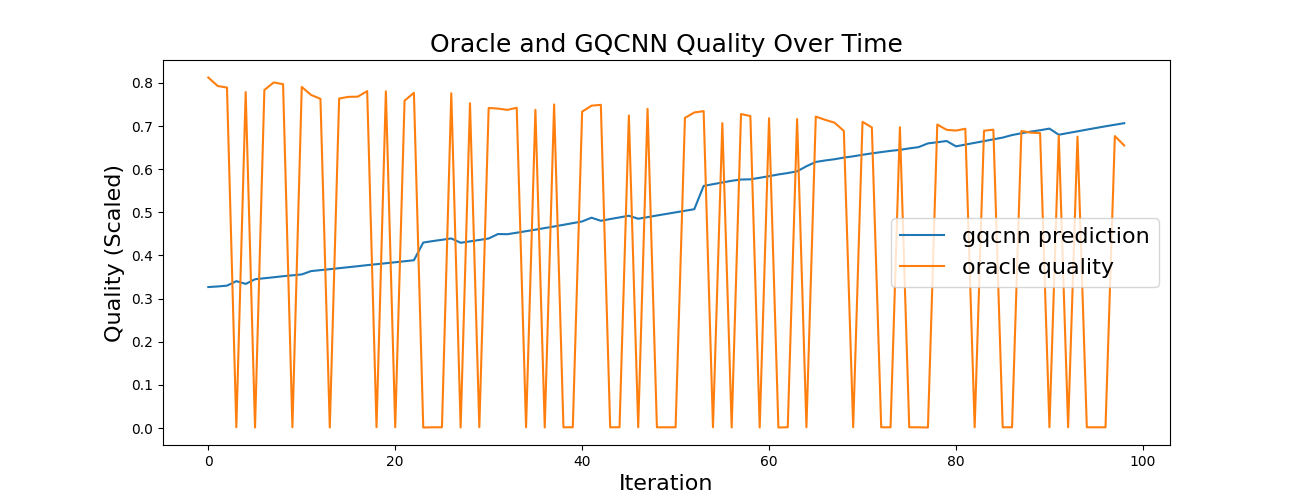 Oracle and GQCNN Quality Over Time
Quality (Scaled)
0.8
0.7
0.6
0.5
0.4
0.3
0.2
0.1
0.0
gqcnn prediction
oracle quality
0 20 40 60 80 100
Iteration